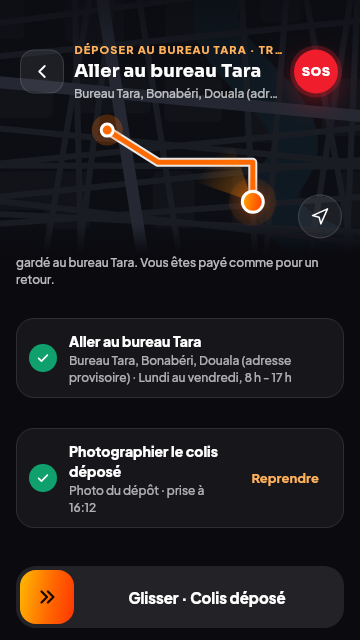 DÉPOSER AU BUREAU TARA · TR…
Aller au bureau Tara
Bureau Tara, Bonabéri, Douala (adr…
SOS
gardé au bureau Tara. Vous êtes payé comme pour un
retour.
Aller au bureau Tara
Bureau Tara, Bonabéri, Douala (adresse
provisoire) · Lundi au vendredi, 8 h – 17 h
Photographier le colis
déposé
Photo du dépôt · prise à
16:12
Reprendre
Glisser · Colis déposé